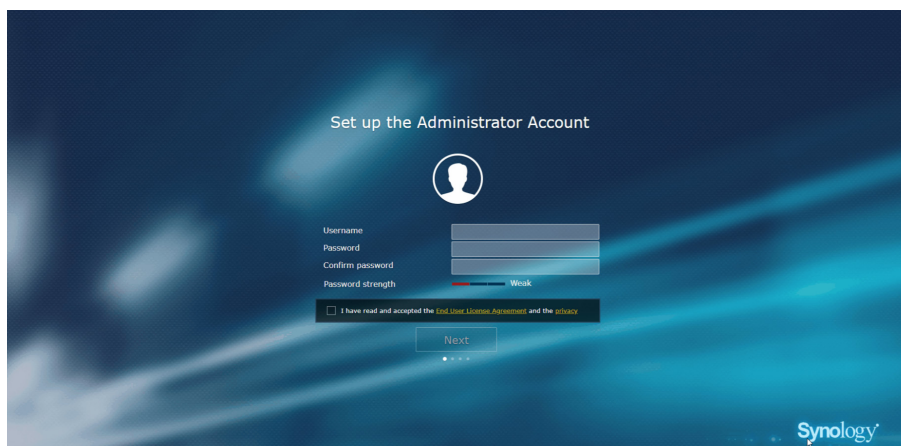 Set up the Administrator Account
Username
Password
Confirm password
Password strength Weak
I have read and accepted the End User License Agreement and the privacy
Next
Synology